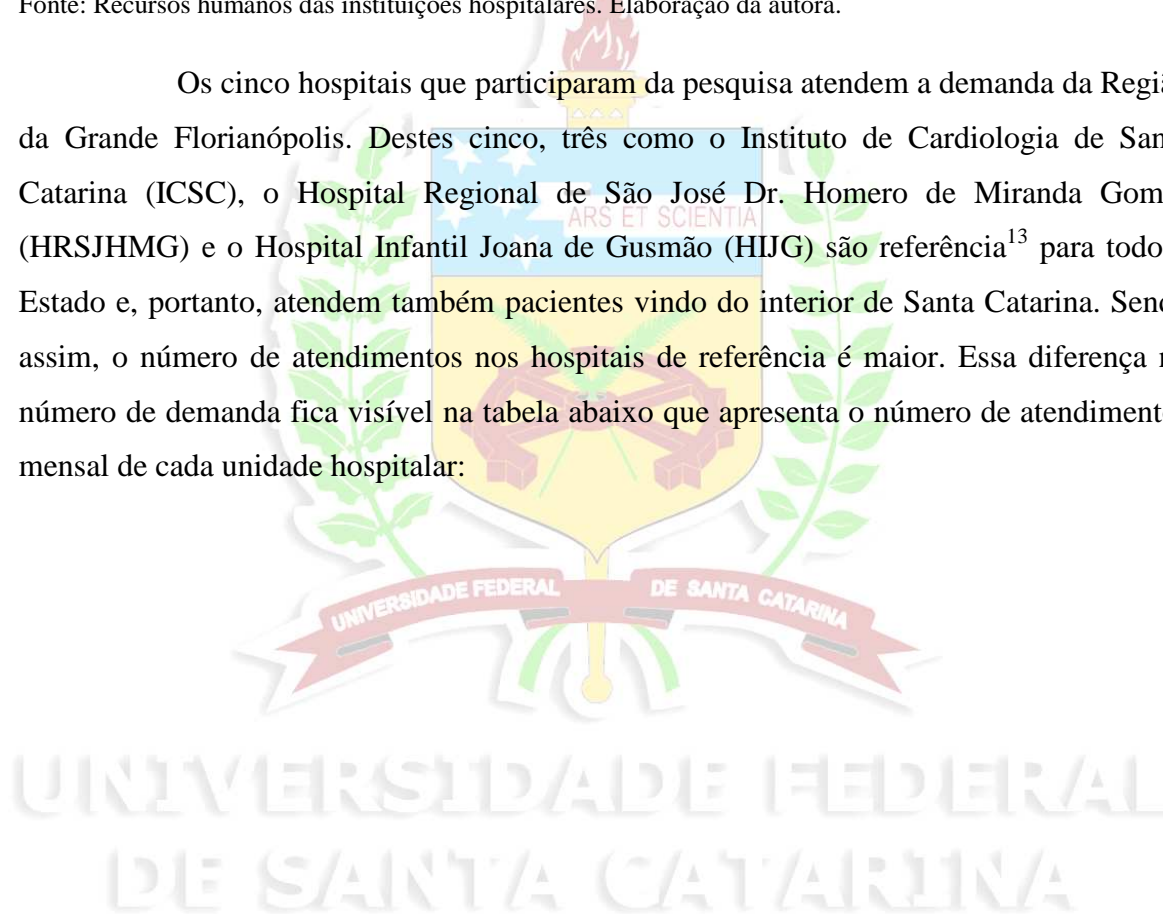 Fonte: Recursos humanos das instituições hospitalares. Elaboração da autora.
Os cinco hospitais que participaram da pesquisa atendem a demanda da Regiã
da Grande Florianópolis. Destes cinco, três como o Instituto de Cardiologia de San
Catarina (ICSC), o Hospital Regional de São José Dr. Homero de Miranda Gom
(HRSJHMG) e o Hospital Infantil Joana de Gusmão (HIJG) são referência13 para todo
Estado e, portanto, atendem também pacientes vindo do interior de Santa Catarina. Send
assim, o número de atendimentos nos hospitais de referência é maior. Essa diferença n
número de demanda fica visível na tabela abaixo que apresenta o número de atendiment
mensal de cada unidade hospitalar:
ARS ET SCIENTIA
UNIVERSIDADE FEDERAL DE SANTA CATARINA
UNIVERSIDADE FEDERAL
DE SANTA CATARINA